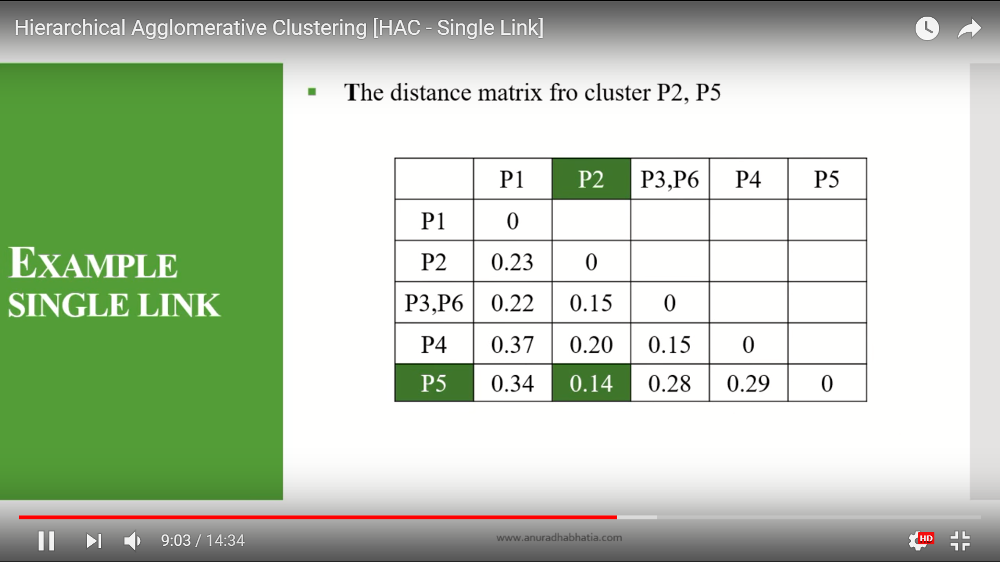 Hierarchical Agglomerative Clustering [HAC - Single Link]
The distance matrix fro cluster P2, P5
EXAMPLE
SINGLE LINK
P1 P2 P3,P6 P4 P5
P1 0
P2 0.23 0
P3,P6 0.22 0.15 0
P4 0.37 0.20 0.15 0
P5 0.34 0.14 0.28 0.29 0
9:03 / 14:34
www.anuradhabhatia.com
HD